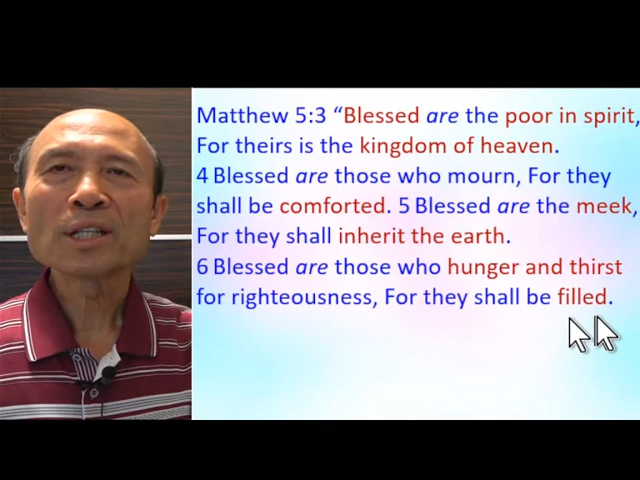 Matthew 5:3 “Blessed are the poor in spirit,
For theirs is the kingdom of heaven.
4 Blessed are those who mourn, For they
shall be comforted. 5 Blessed are the meek,
For they shall inherit the earth.
6 Blessed are those who hunger and thirst
for righteousness, For they shall be filled.